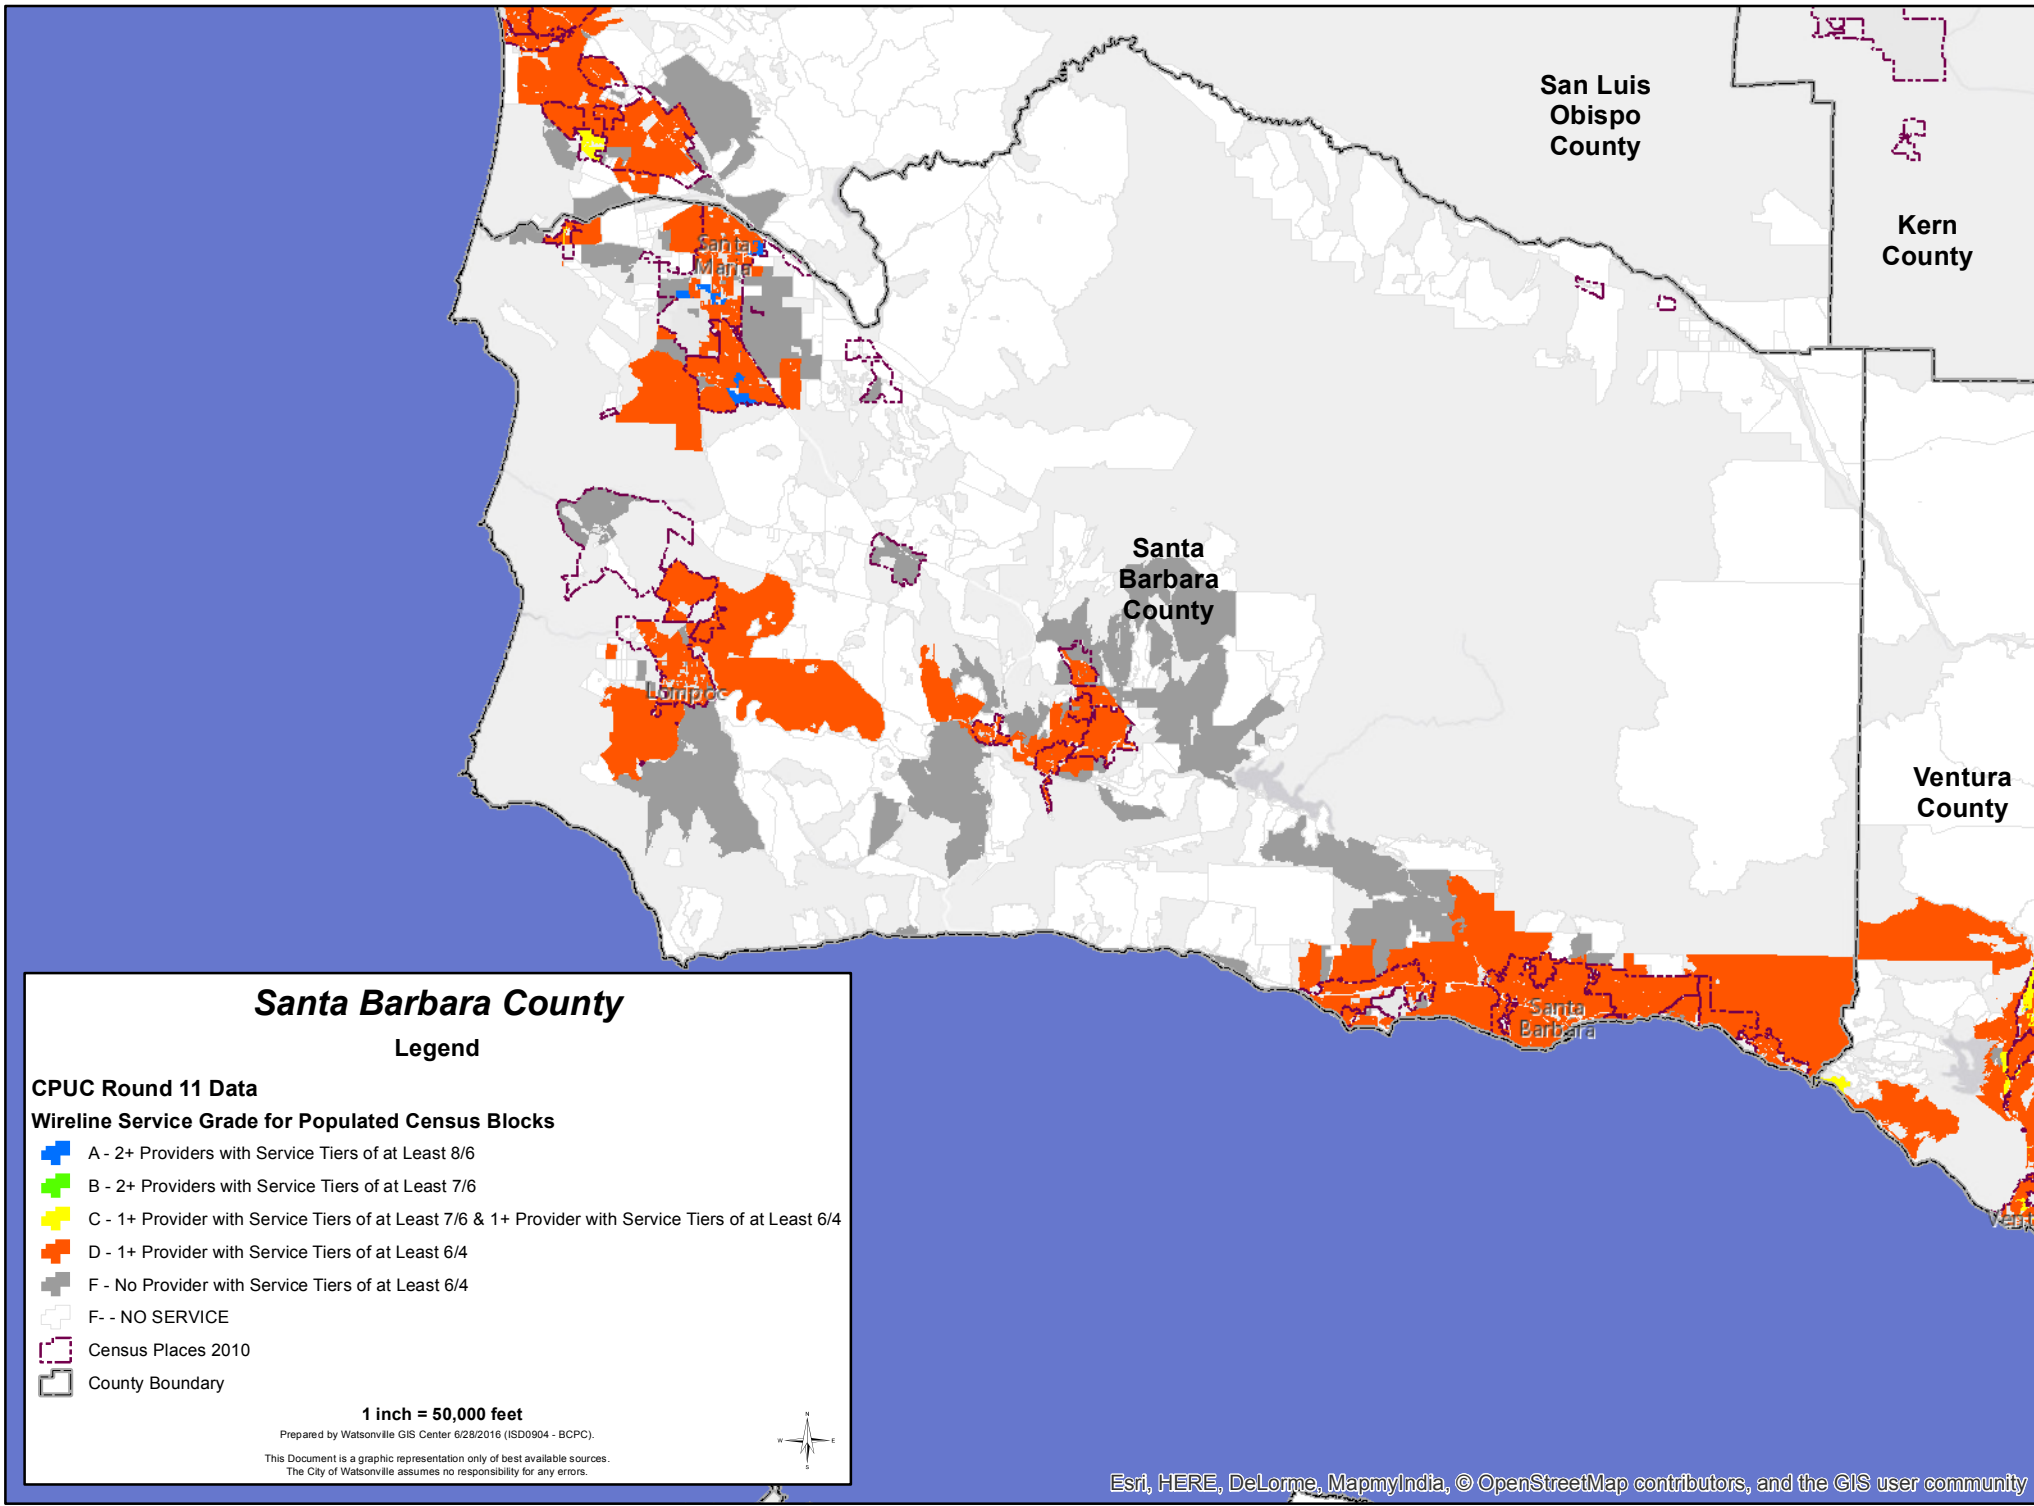 San Luis
Obispo
County
Kern
County
Santa
Maria
Santa
Barbara
County
Lompoc
Ventura
County
Santa
Barbara
Santa Barbara County
Legend
CPUC Round 11 Data
Wireline Service Grade for Populated Census Blocks
A - 2+ Providers with Service Tiers of at Least 8/6
B - 2+ Providers with Service Tiers of at Least 7/6
C - 1+ Provider with Service Tiers of at Least 7/6 & 1+ Provider with Service Tiers of at Least 6/4
D - 1+ Provider with Service Tiers of at Least 6/4
F - No Provider with Service Tiers of at Least 6/4
F- - NO SERVICE
Census Places 2010
County Boundary
1 inch = 50,000 feet
Prepared by Watsonville GIS Center 6/28/2016 (ISD0904 - BCPC).
This Document is a graphic representation only of best available sources.
The City of Watsonville assumes no responsibility for any errors.
N
W E
S
Vent
Esri, HERE, DeLorme, MapmyIndia, © OpenStreetMap contributors, and the GIS user community